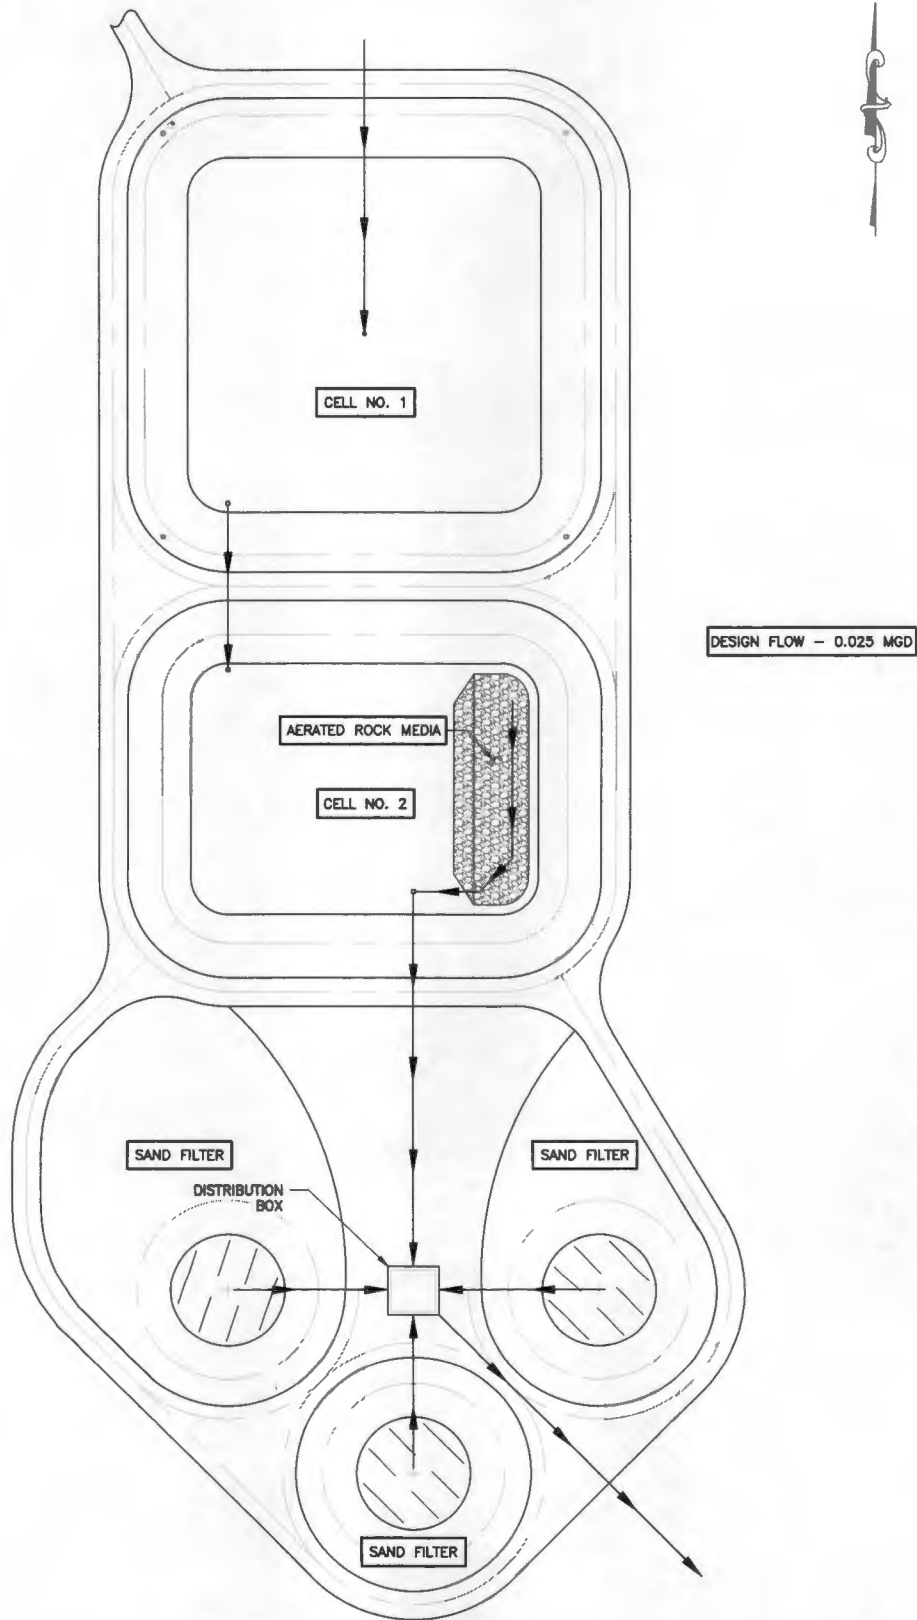 CELL NO. 1
DESIGN FLOW - 0.025 MGD
AERATED ROCK MEDIA
CELL NO. 2
SAND FILTER
SAND FILTER
DISTRIBUTION
BOX
SAND FILTER